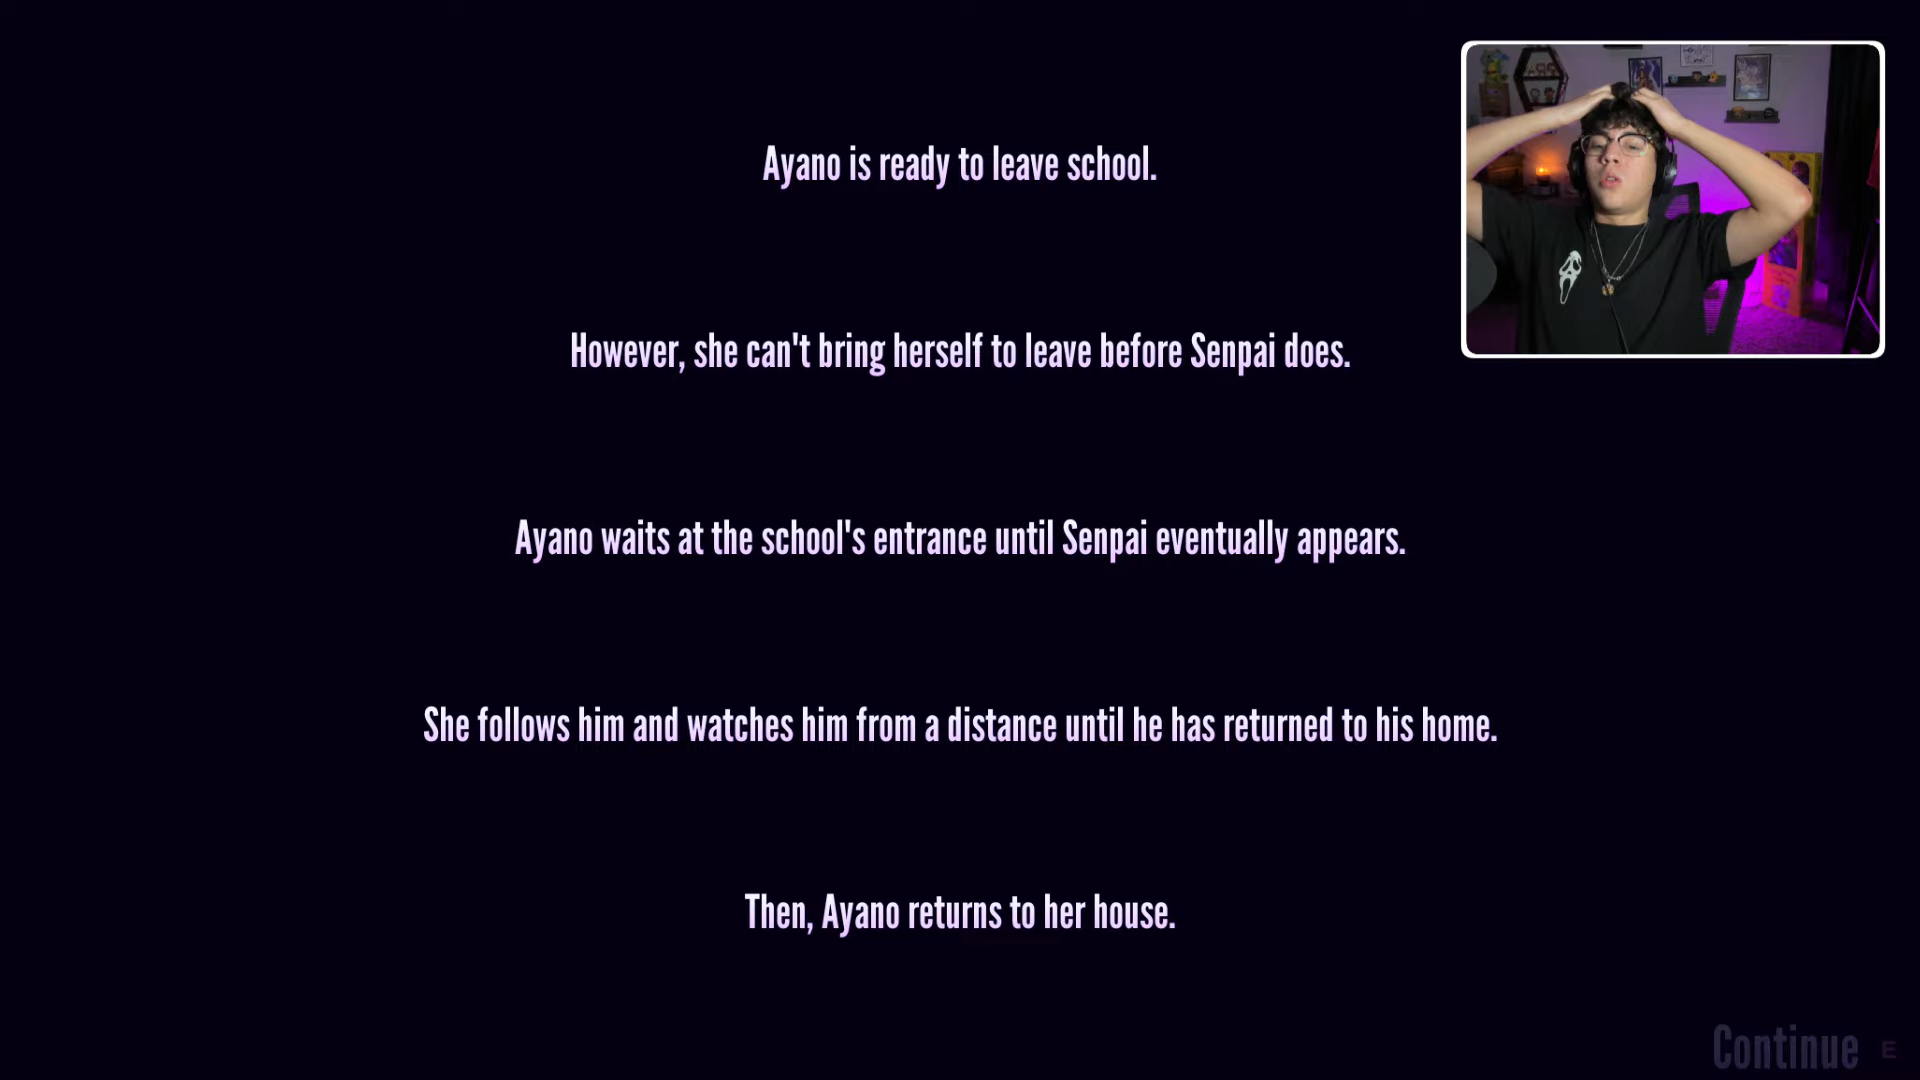 Ayano is ready to leave school.
However, she can't bring herself to leave before Senpai does.
Ayano waits at the school's entrance until Senpai eventually appears.
She follows him and watches him from a distance until he has returned to his home.
Then, Ayano returns to her house.
Continue E